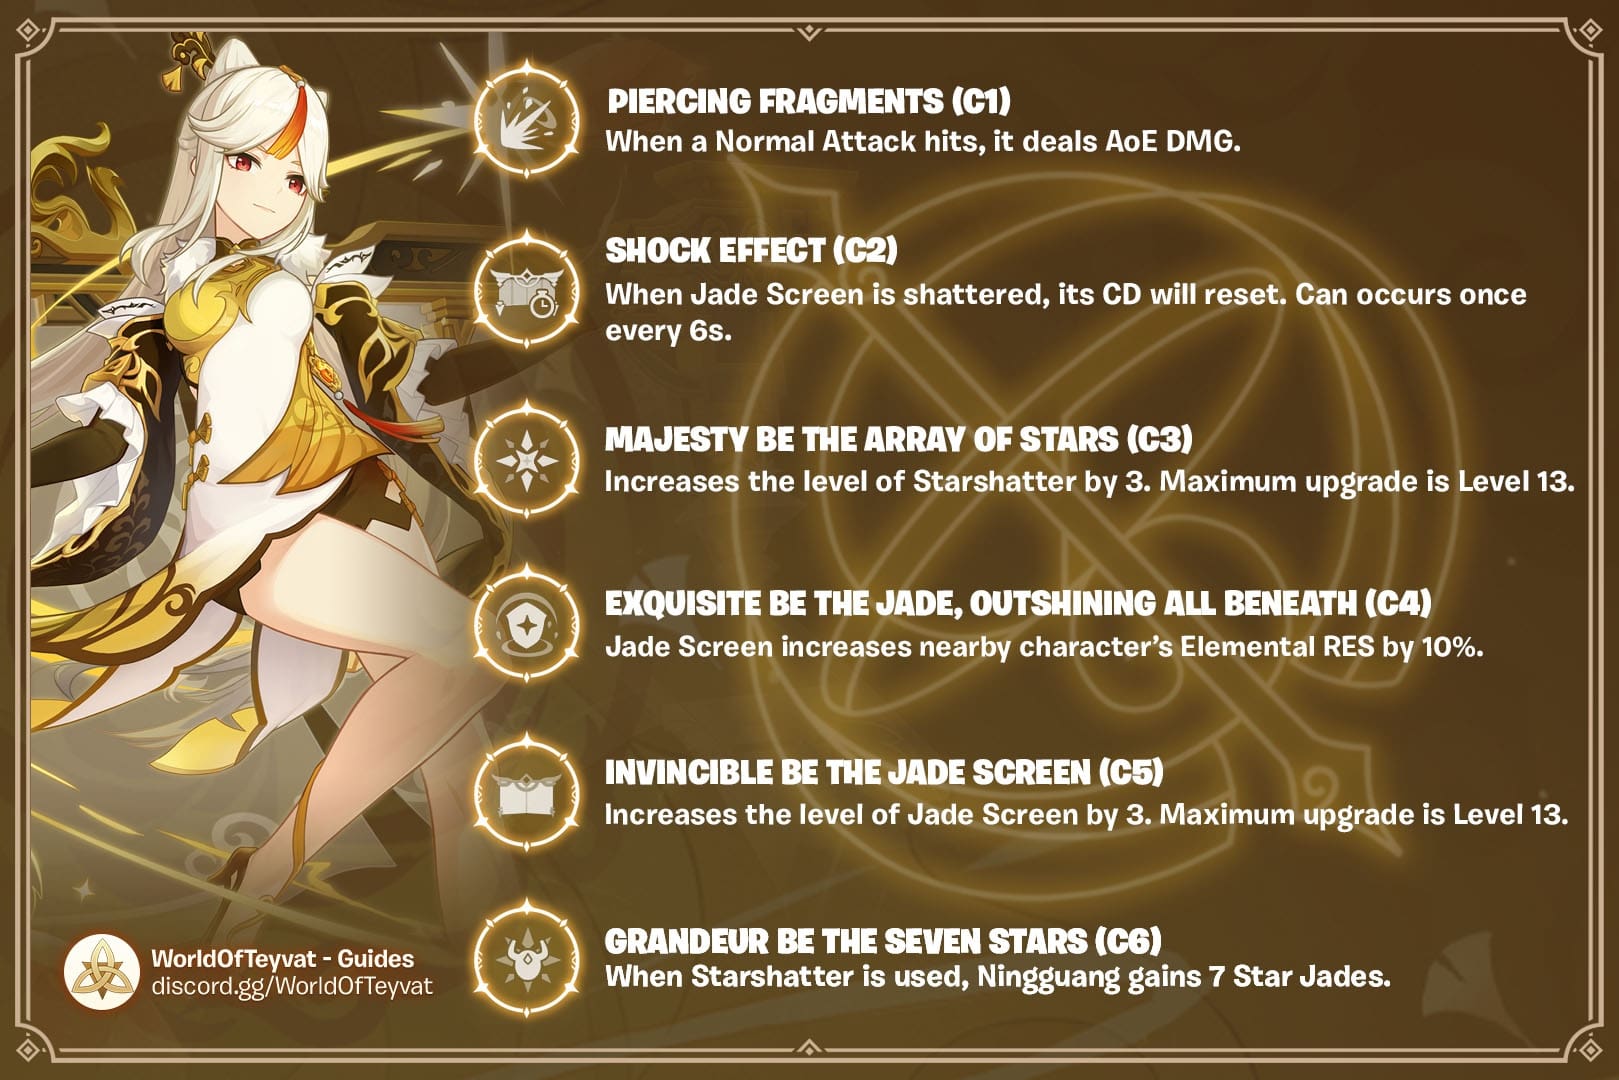 PIERCING FRAGMENTS (C1)
When a Normal Attack hits, it deals AoE DMG.
SHOCK EFFECT (C2)
When Jade Screen is shattered, its CD will reset. Can occurs once
every 6s.
MAJESTY BE THE ARRAY OF STARS (C3)
Increases the level of Starshatter by 3. Maximum upgrade is Level 13.
EXQUISITE BE THE JADE, OUTSHINING ALL BENEATH (C4)
Jade Screen increases nearby character’s Elemental RES by 10%.
INVINCIBLE BE THE JADE SCREEN (C5)
Increases the level of Jade Screen by 3. Maximum upgrade is Level 13.
GRANDEUR BE THE SEVEN STARS (C6)
When Starshatter is used, Ningguang gains 7 Star Jades.
WorldOfTeyvat - Guides
discord.gg/WorldOfTeyvat